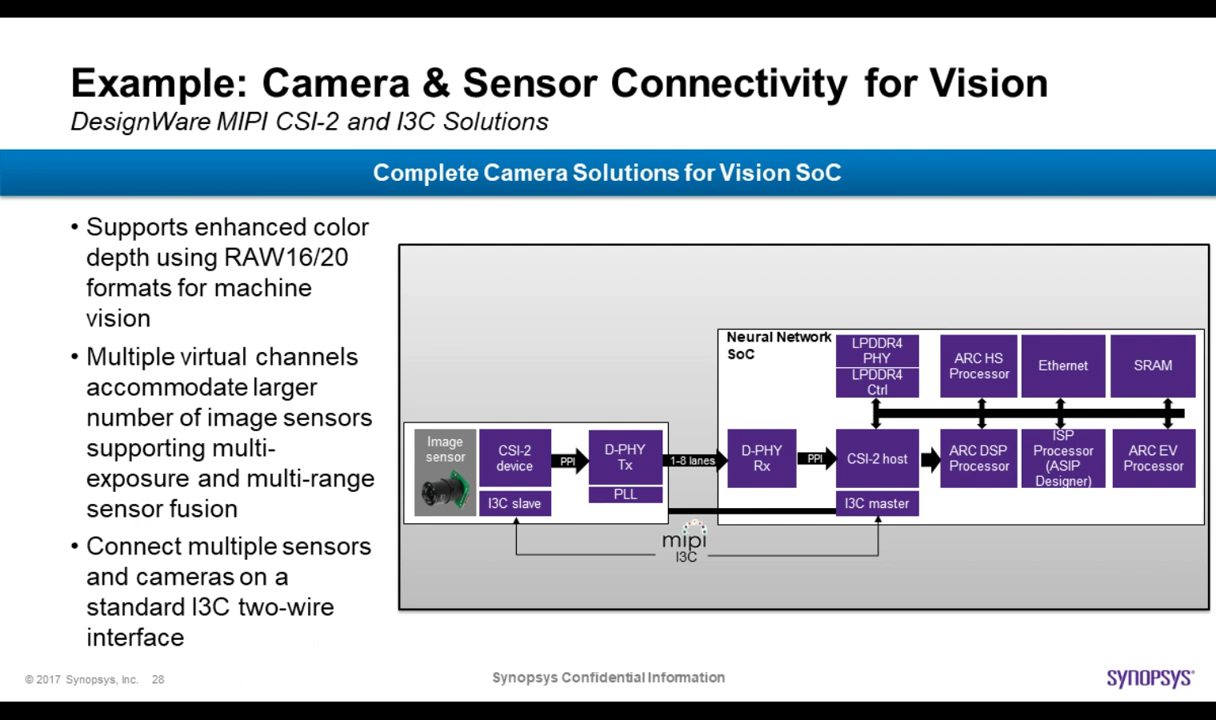 Example: Camera & Sensor Connectivity for Vision
DesignWare MIPI CSI-2 and I3C Solutions
Complete Camera Solutions for Vision SoC
• Supports enhanced color
depth using RAW16/20
formats for machine
vision
• Multiple virtual channels
accommodate larger
number of image sensors
supporting multi-
exposure and multi-range
sensor fusion
• Connect multiple sensors
and cameras on a
standard I3C two-wire
interface
Neural Network
SoC
LPDDR4
PHY
LPDDR4
Ctrl
ARC HS
Processor
Ethernet
SRAM
Image
sensor
CSI-2
device
PPI
D-PHY
Tx
1-8 lanes
D-PHY
Rx
PPI
CSI-2 host
ARC DSP
Processor
ISP
Processor
(ASIP
Designer)
ARC EV
Processor
I3C slave
PLL
I3C master
mipi
I3C
© 2017 Synopsys, Inc. 28
Synopsys Confidential Information
SYNOPSYS®